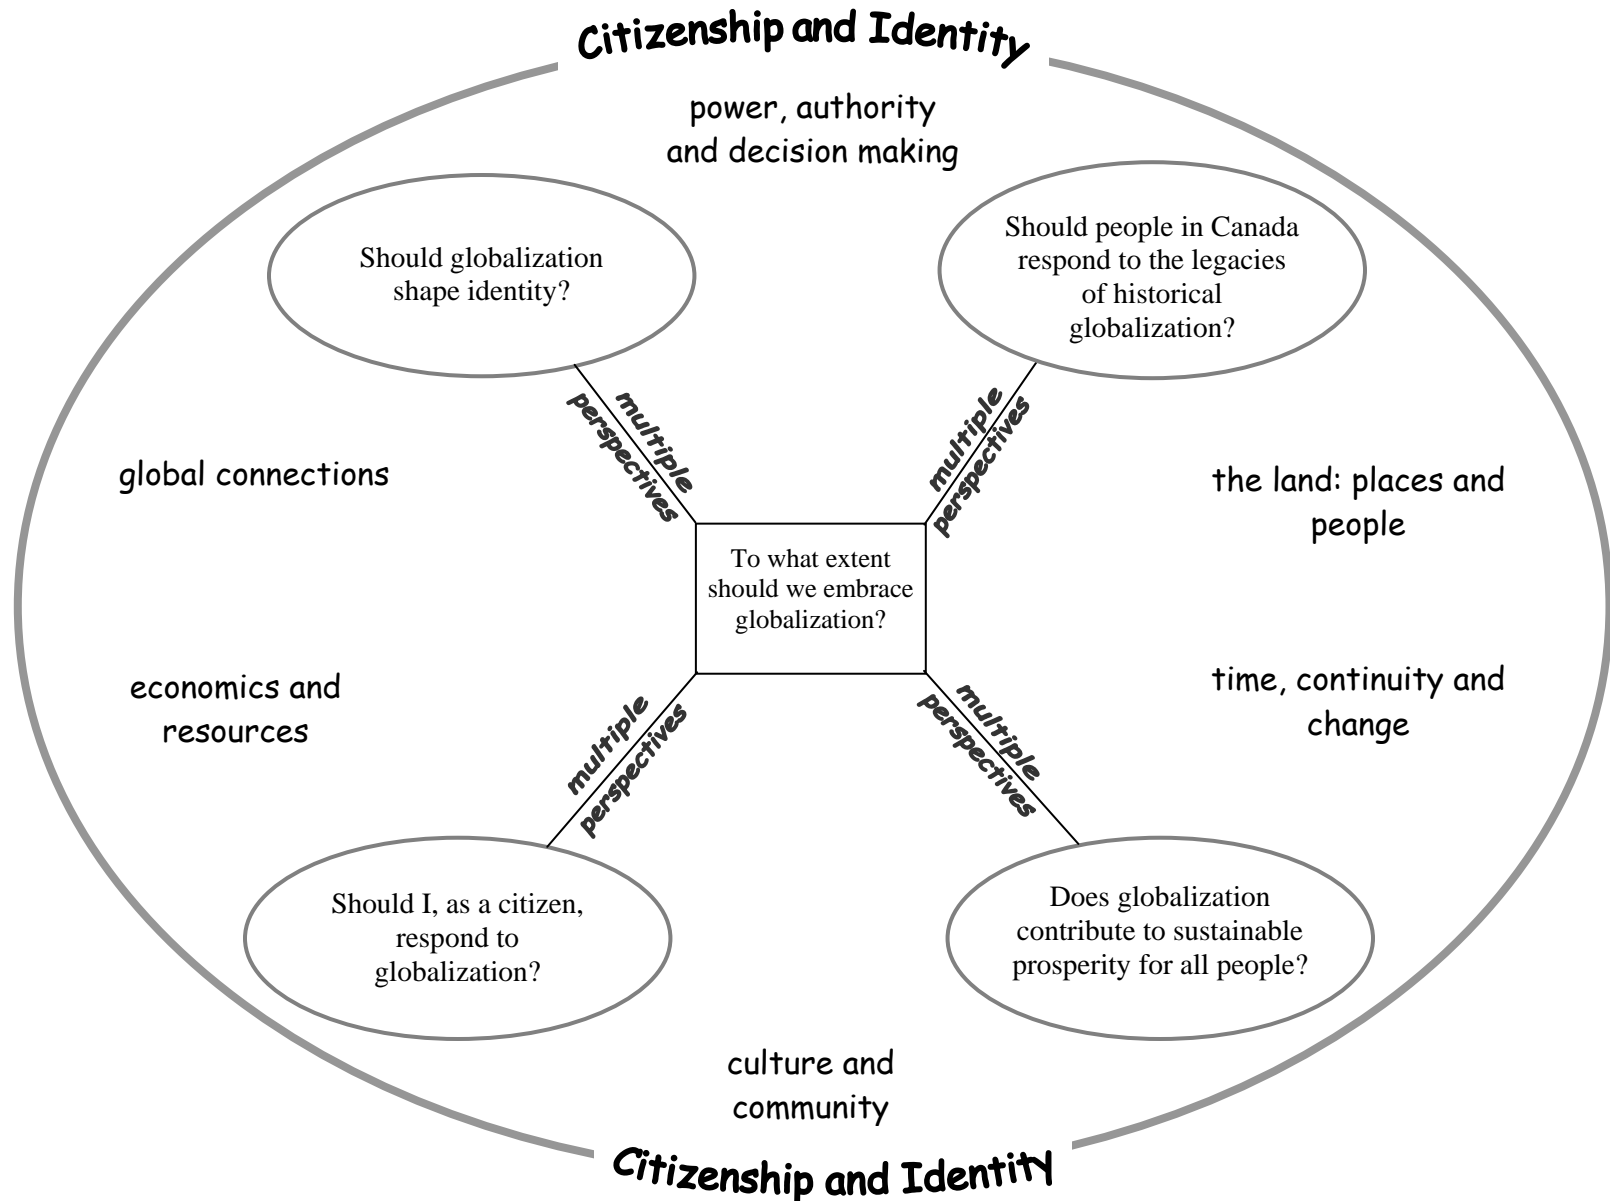 Citizenship and Identity
power, authority
and decision making
Should globalization
shape identity?
Should people in Canada
respond to the legacies
of historical
globalization?
multiple
perspectives
multiple
perspectives
global connections
the land: places and
people
To what extent
should we embrace
globalization?
economics and
resources
time, continuity and
change
multiple
perspectives
multiple
perspectives
Should I, as a citizen,
respond to
globalization?
Does globalization
contribute to sustainable
prosperity for all people?
culture and
community
Citizenship and Identity